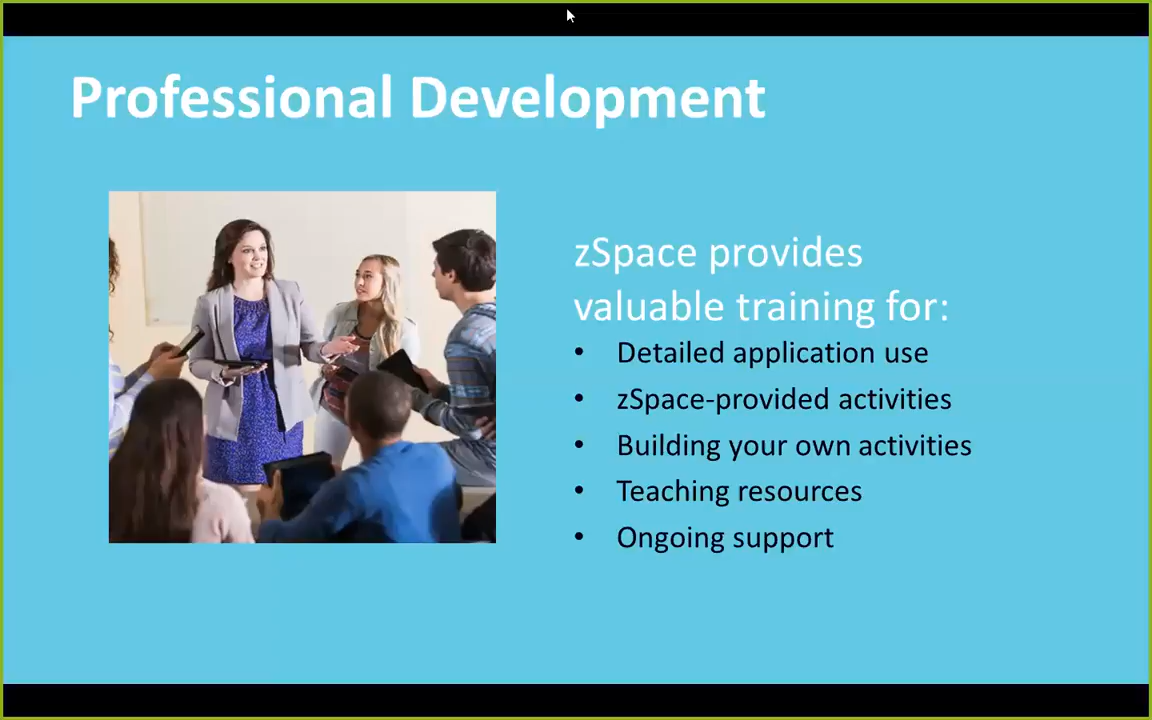 Professional Development
zSpace provides
valuable training for:
• Detailed application use
• zSpace-provided activities
• Building your own activities
• Teaching resources
• Ongoing support